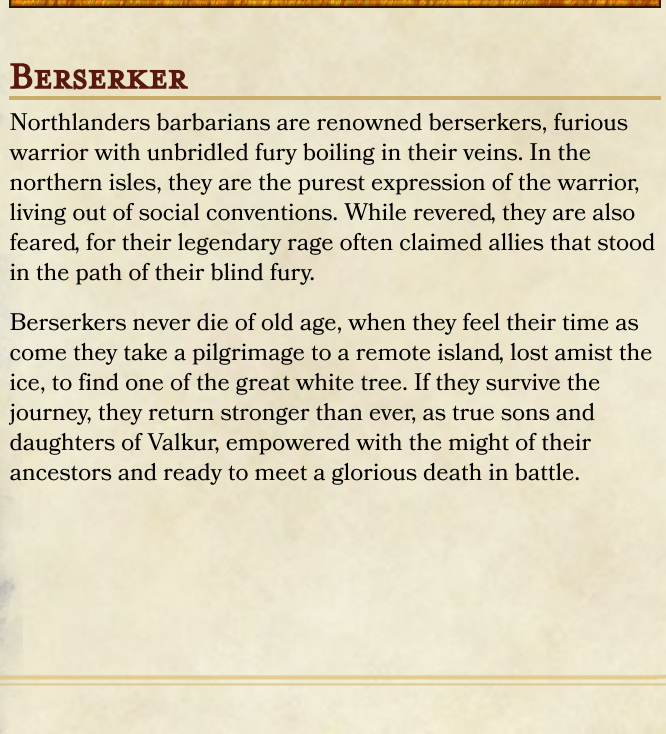 Berserker
Northlanders barbarians are renowned berserkers, furious
warrior with unbridled fury boiling in their veins. In the
northern isles, they are the purest expression of the warrior,
living out of social conventions. While revered, they are also
feared, for their legendary rage often claimed allies that stood
in the path of their blind fury.
Berserkers never die of old age, when they feel their time as
come they take a pilgrimage to a remote island, lost amist the
ice, to find one of the great white tree. If they survive the
journey, they return stronger than ever, as true sons and
daughters of Valkur, empowered with the might of their
ancestors and ready to meet a glorious death in battle.